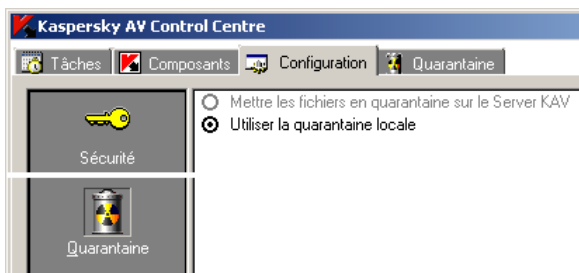 Kaspersky AV Control Centre
Tâches Composants Configuration Quarantaine
Mettre les fichiers en quarantaine sur le Server KAV
Utiliser la quarantaine locale
Sécurité
Quarantaine